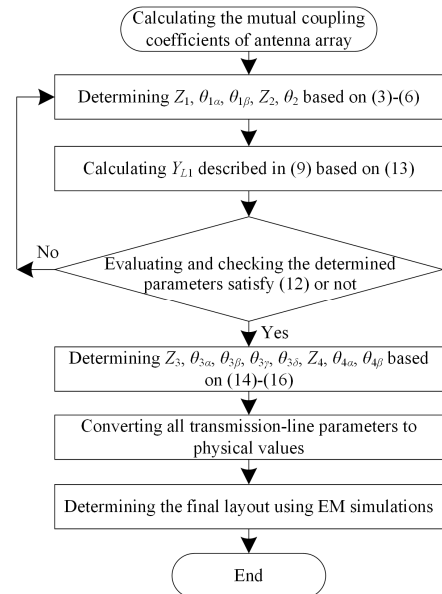 Calculating the mutual coupling
coefficients of antenna array
Determining Z₁, θ₁α, θ₁β, Z₂, θ₂ based on (3)-(6)
Calculating Y_L1 described in (9) based on (13)
No
Evaluating and checking the determined
parameters satisfy (12) or not
Yes
Determining Z₃, θ₃α, θ₃β, θ₃γ, θ₃δ, Z₄, θ₄α, θ₄β based
on (14)-(16)
Converting all transmission-line parameters to
physical values
Determining the final layout using EM simulations
End